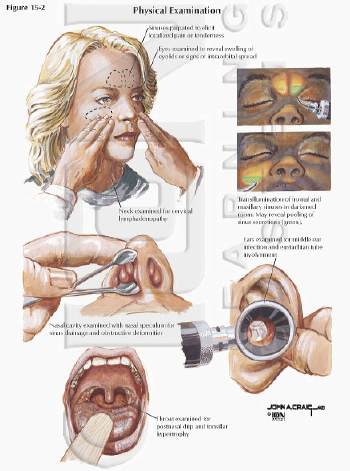 Figure 15-2
Physical Examination
Sinuses palpated to elicit
localized pain or tenderness
Eyes examined to reveal swelling of
eyelids or signs of intraorbital spread
Neck examined for cervical
lymphadenopathy
Transillumination of frontal and
maxillary sinuses in darkened
room. May reveal pooling of
sinus secretions (green).
Ears examined for middle ear
infection and eustachian tube
involvement
Nasal cavity examined with nasal speculum for
sinus drainage and obstructive deformities
Throat examined for
postnasal drip and tonsillar
hypertrophy
JOHN A. CRAIG